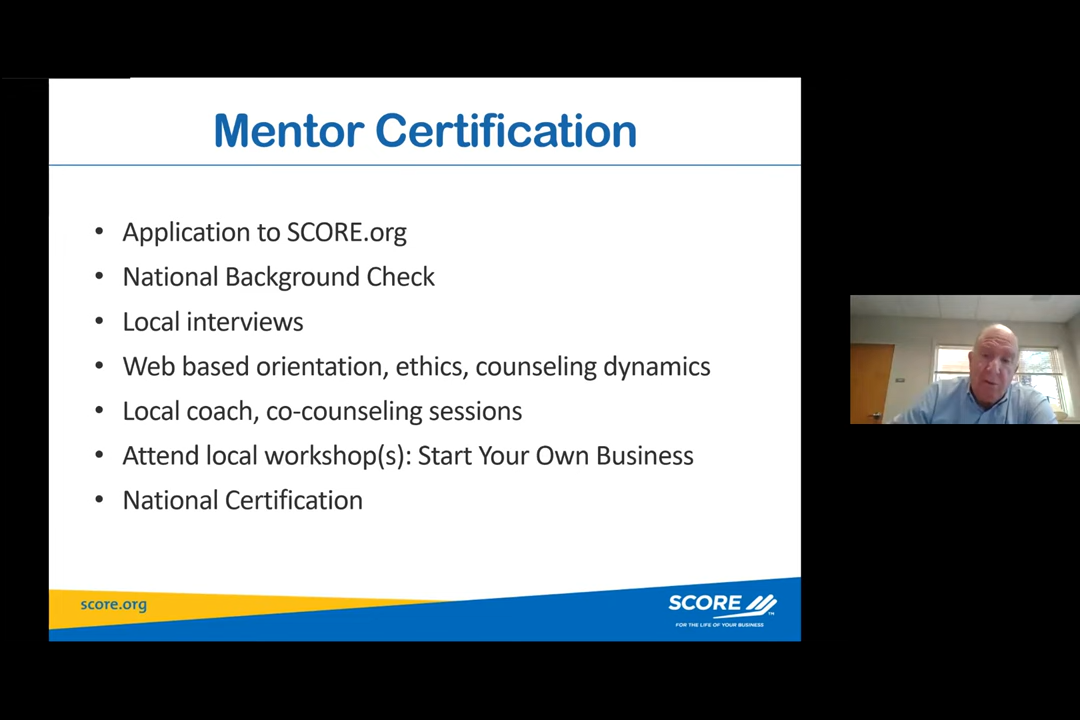 Mentor Certification
• Application to SCORE.org
• National Background Check
• Local interviews
• Web based orientation, ethics, counseling dynamics
• Local coach, co-counseling sessions
• Attend local workshop(s): Start Your Own Business
• National Certification
score.org
SCORE TM
FOR THE LIFE OF YOUR BUSINESS